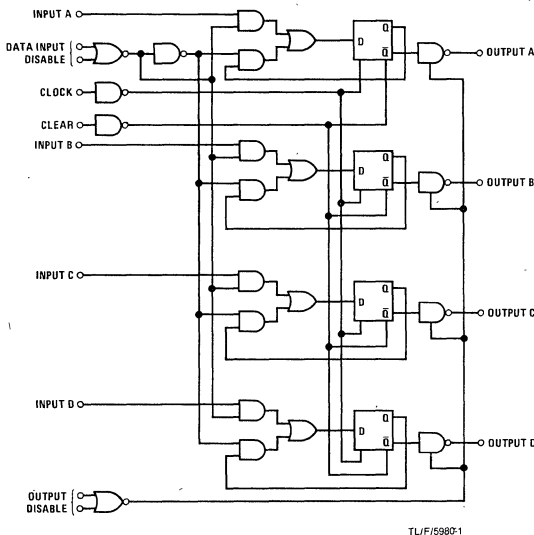 INPUT A
DATA INPUT
DISABLE
CLOCK
CLEAR
INPUT B
INPUT C
INPUT D
OUTPUT
DISABLE
D
Q
Q̅
OUTPUT A
D
Q
Q̅
OUTPUT B
D
Q
Q̅
OUTPUT C
D
Q
Q̅
OUTPUT D
TL/F/5980-1